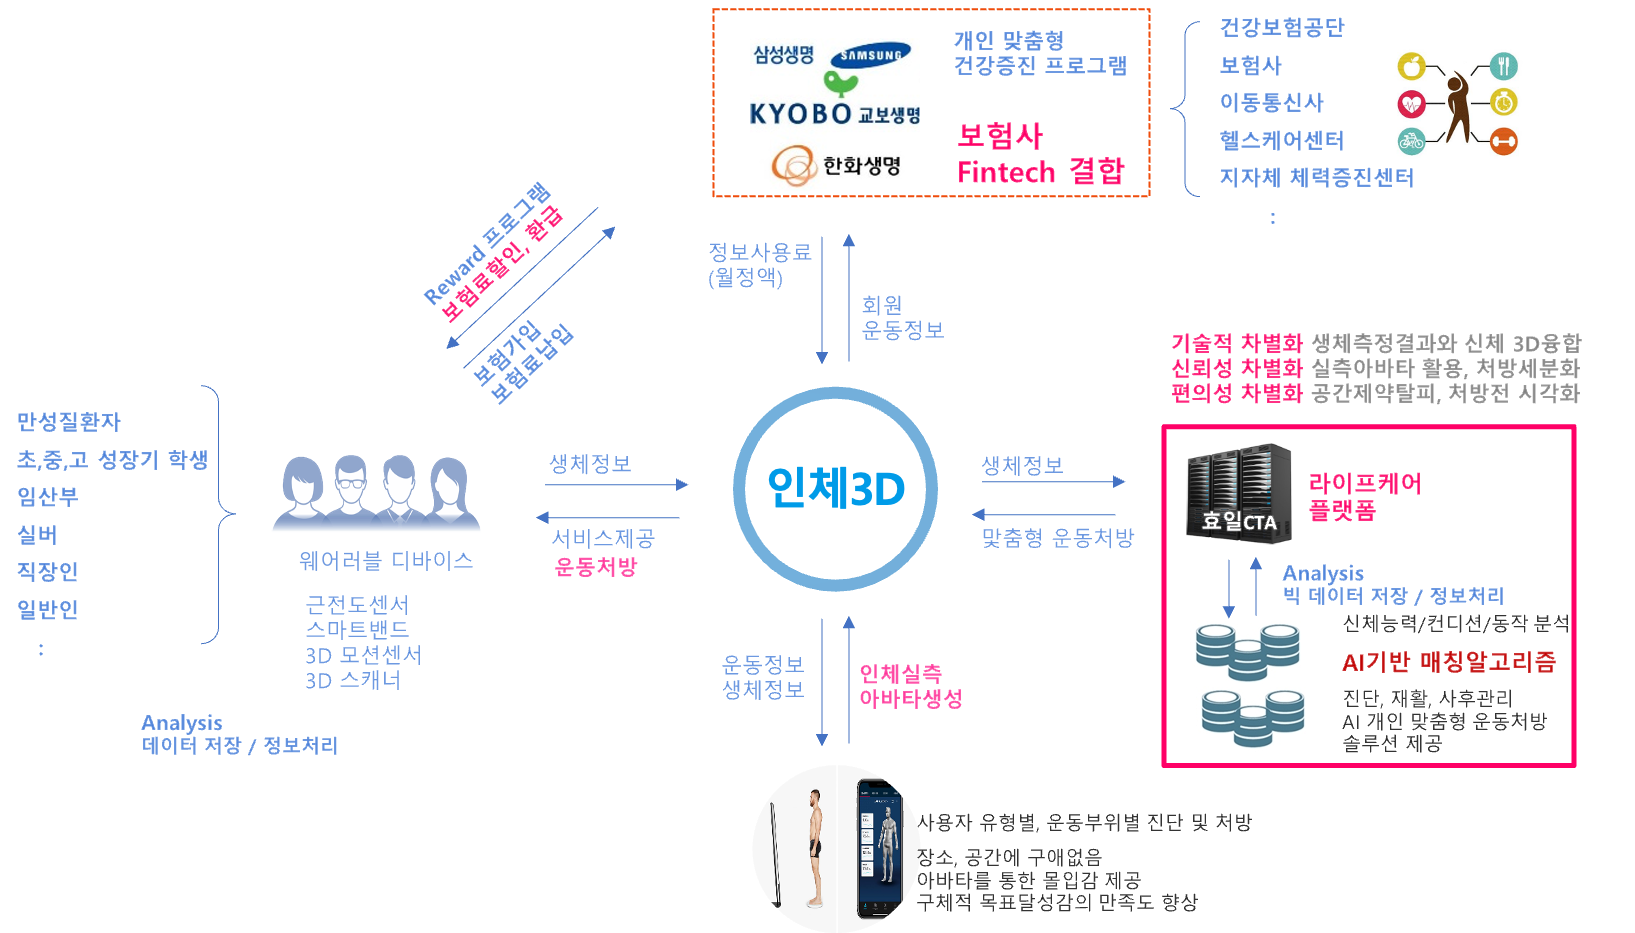 삼성생명
SAMSUNG
KYOBO 교보생명
한화생명
개인 맞춤형
건강증진 프로그램
보험사
Fintech 결합
건강보험공단
보험사
이동통신사
헬스케어센터
지자체 체력증진센터
:
Reward 프로그램
보험료할인, 환급
보험가입
보험료납입
정보사용료
(월정액)
회원
운동정보
기술적 차별화 생체측정결과와 신체 3D융합
신뢰성 차별화 실측아바타 활용, 처방세분화
편의성 차별화 공간제약탈피, 처방전 시각화
만성질환자
초,중,고 성장기 학생
임산부
실버
직장인
일반인
:
웨어러블 디바이스
근전도센서
스마트밴드
3D 모션센서
3D 스캐너
Analysis
데이터 저장 / 정보처리
생체정보
서비스제공
운동처방
인체3D
생체정보
맞춤형 운동처방
효일CTA
라이프케어
플랫폼
Analysis
빅 데이터 저장 / 정보처리
신체능력/컨디션/동작 분석
AI기반 매칭알고리즘
진단, 재활, 사후관리
AI 개인 맞춤형 운동처방
솔루션 제공
운동정보
생체정보
인체실측
아바타생성
사용자 유형별, 운동부위별 진단 및 처방
장소, 공간에 구애없음
아바타를 통한 몰입감 제공
구체적 목표달성감의 만족도 향상